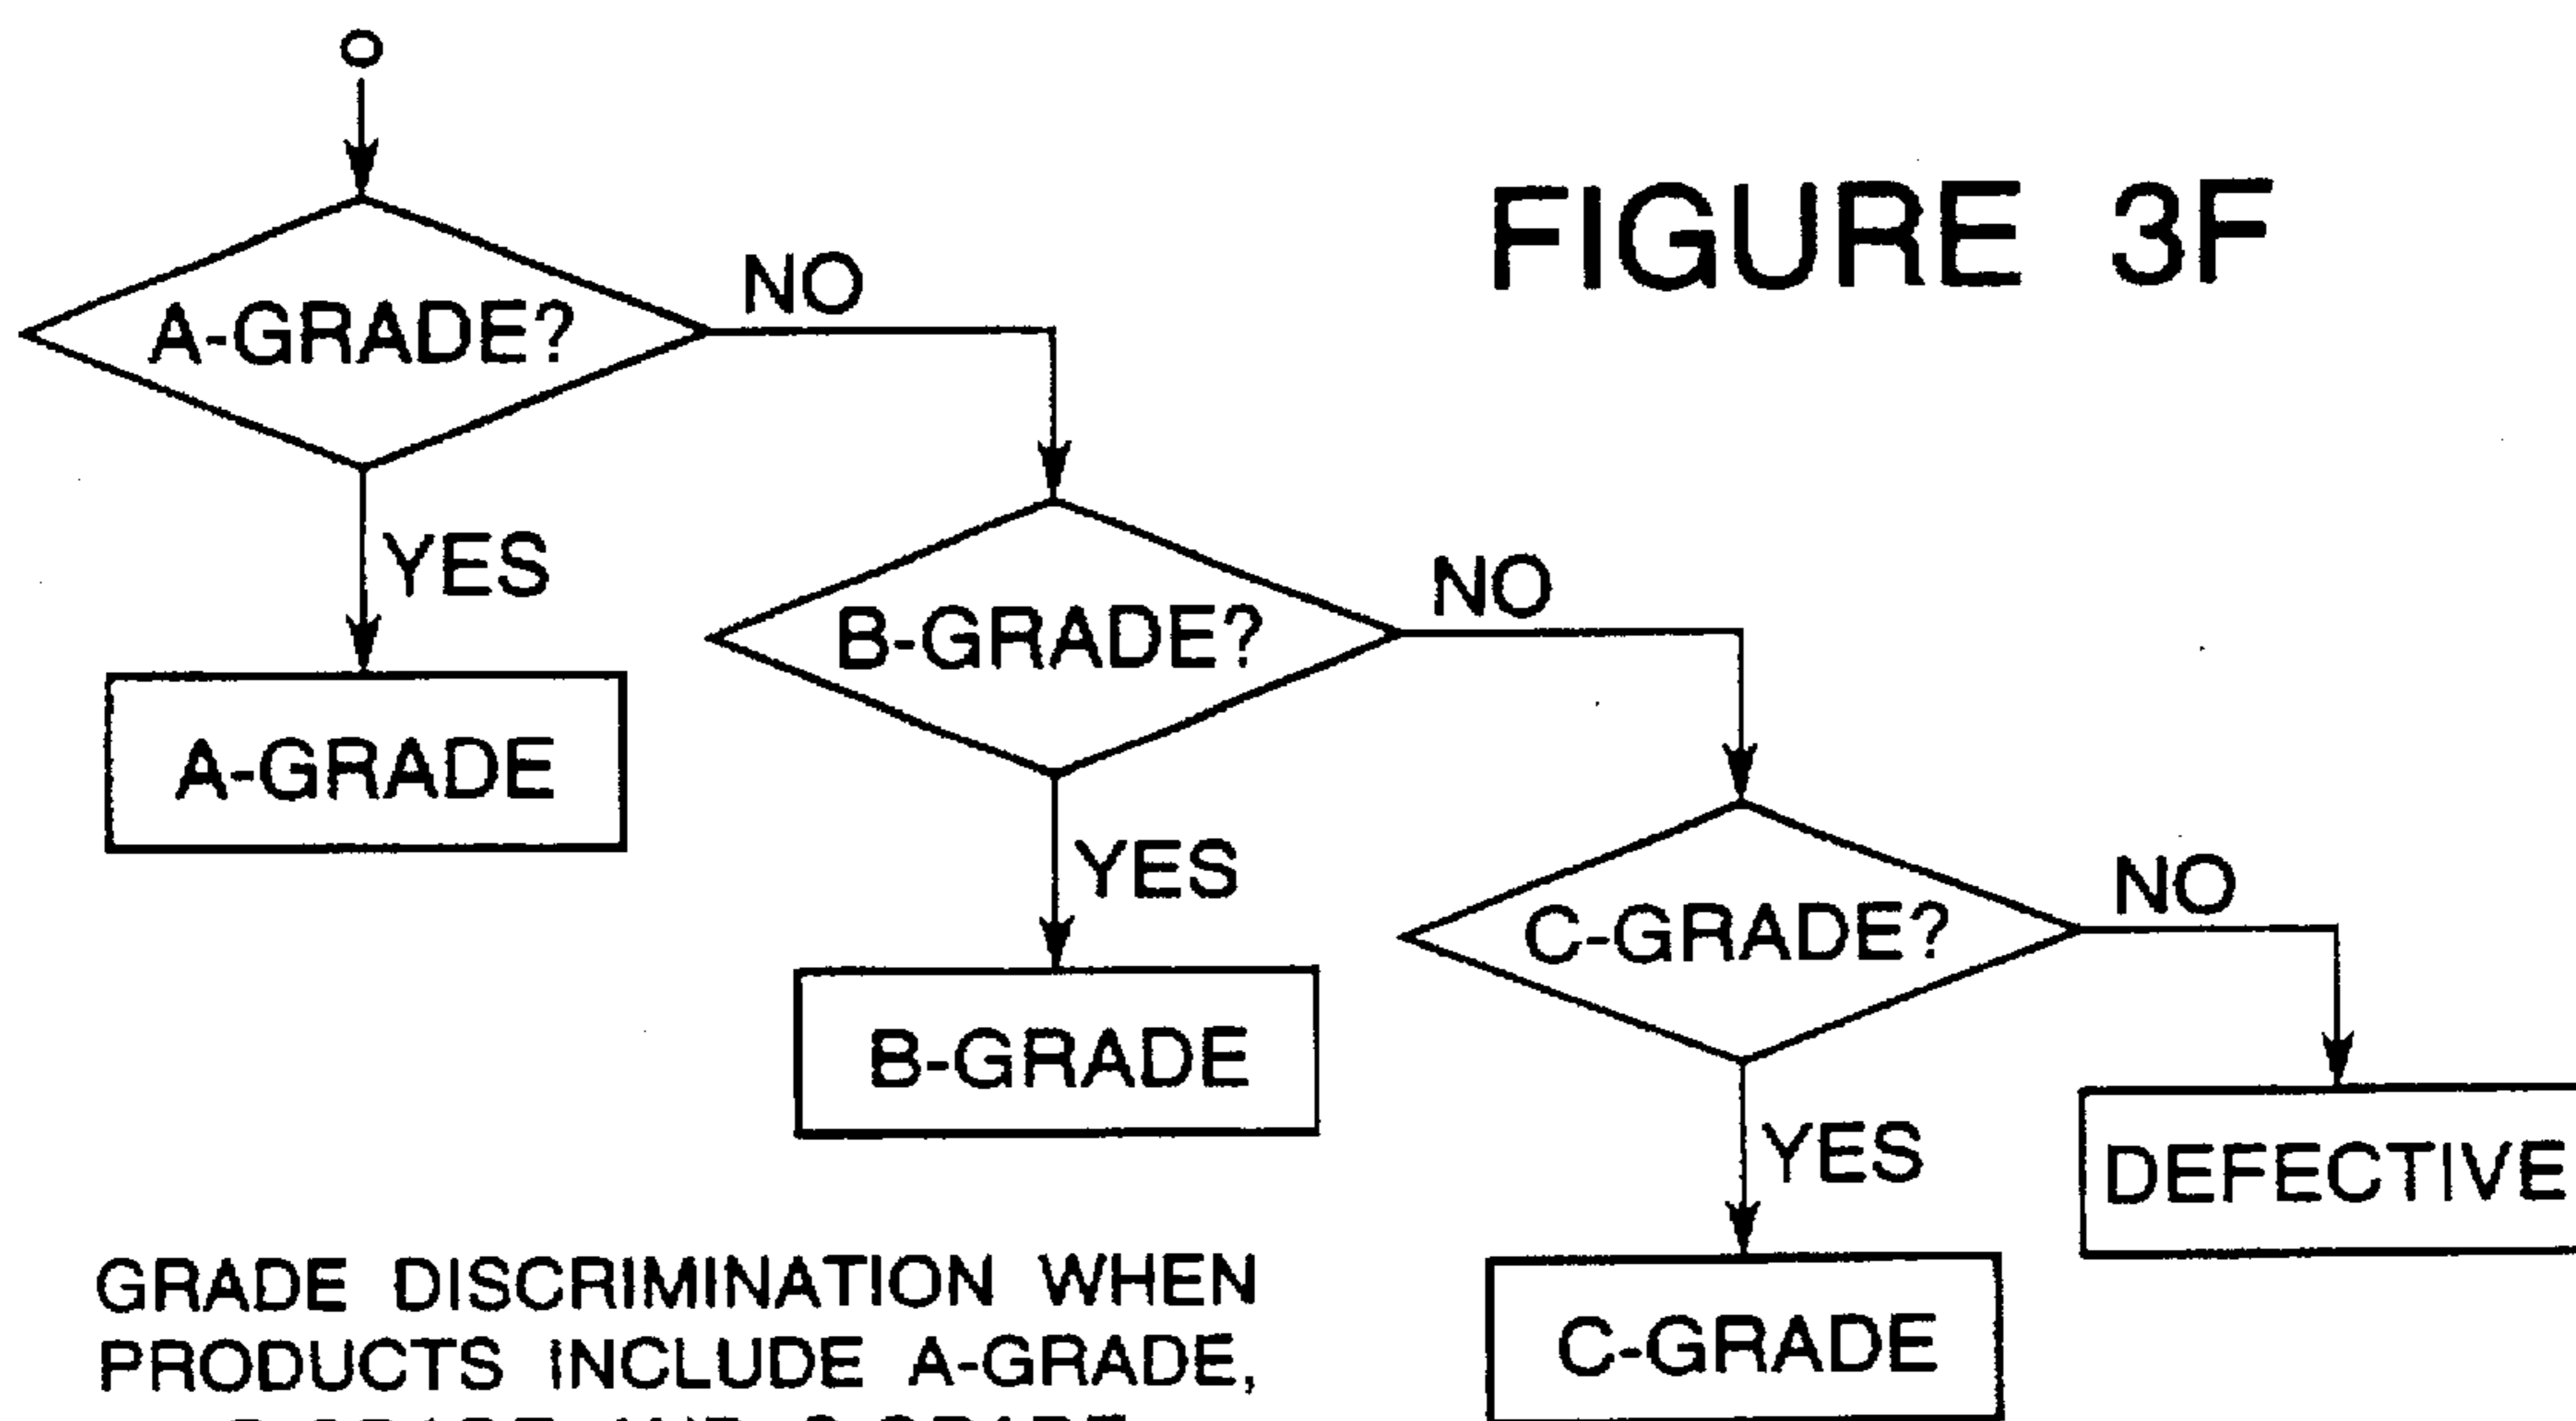 FIGURE 3F
A-GRADE?
NO
YES
A-GRADE
B-GRADE?
NO
YES
B-GRADE
C-GRADE?
NO
YES
DEFECTIVE
C-GRADE
GRADE DISCRIMINATION WHEN
PRODUCTS INCLUDE A-GRADE,